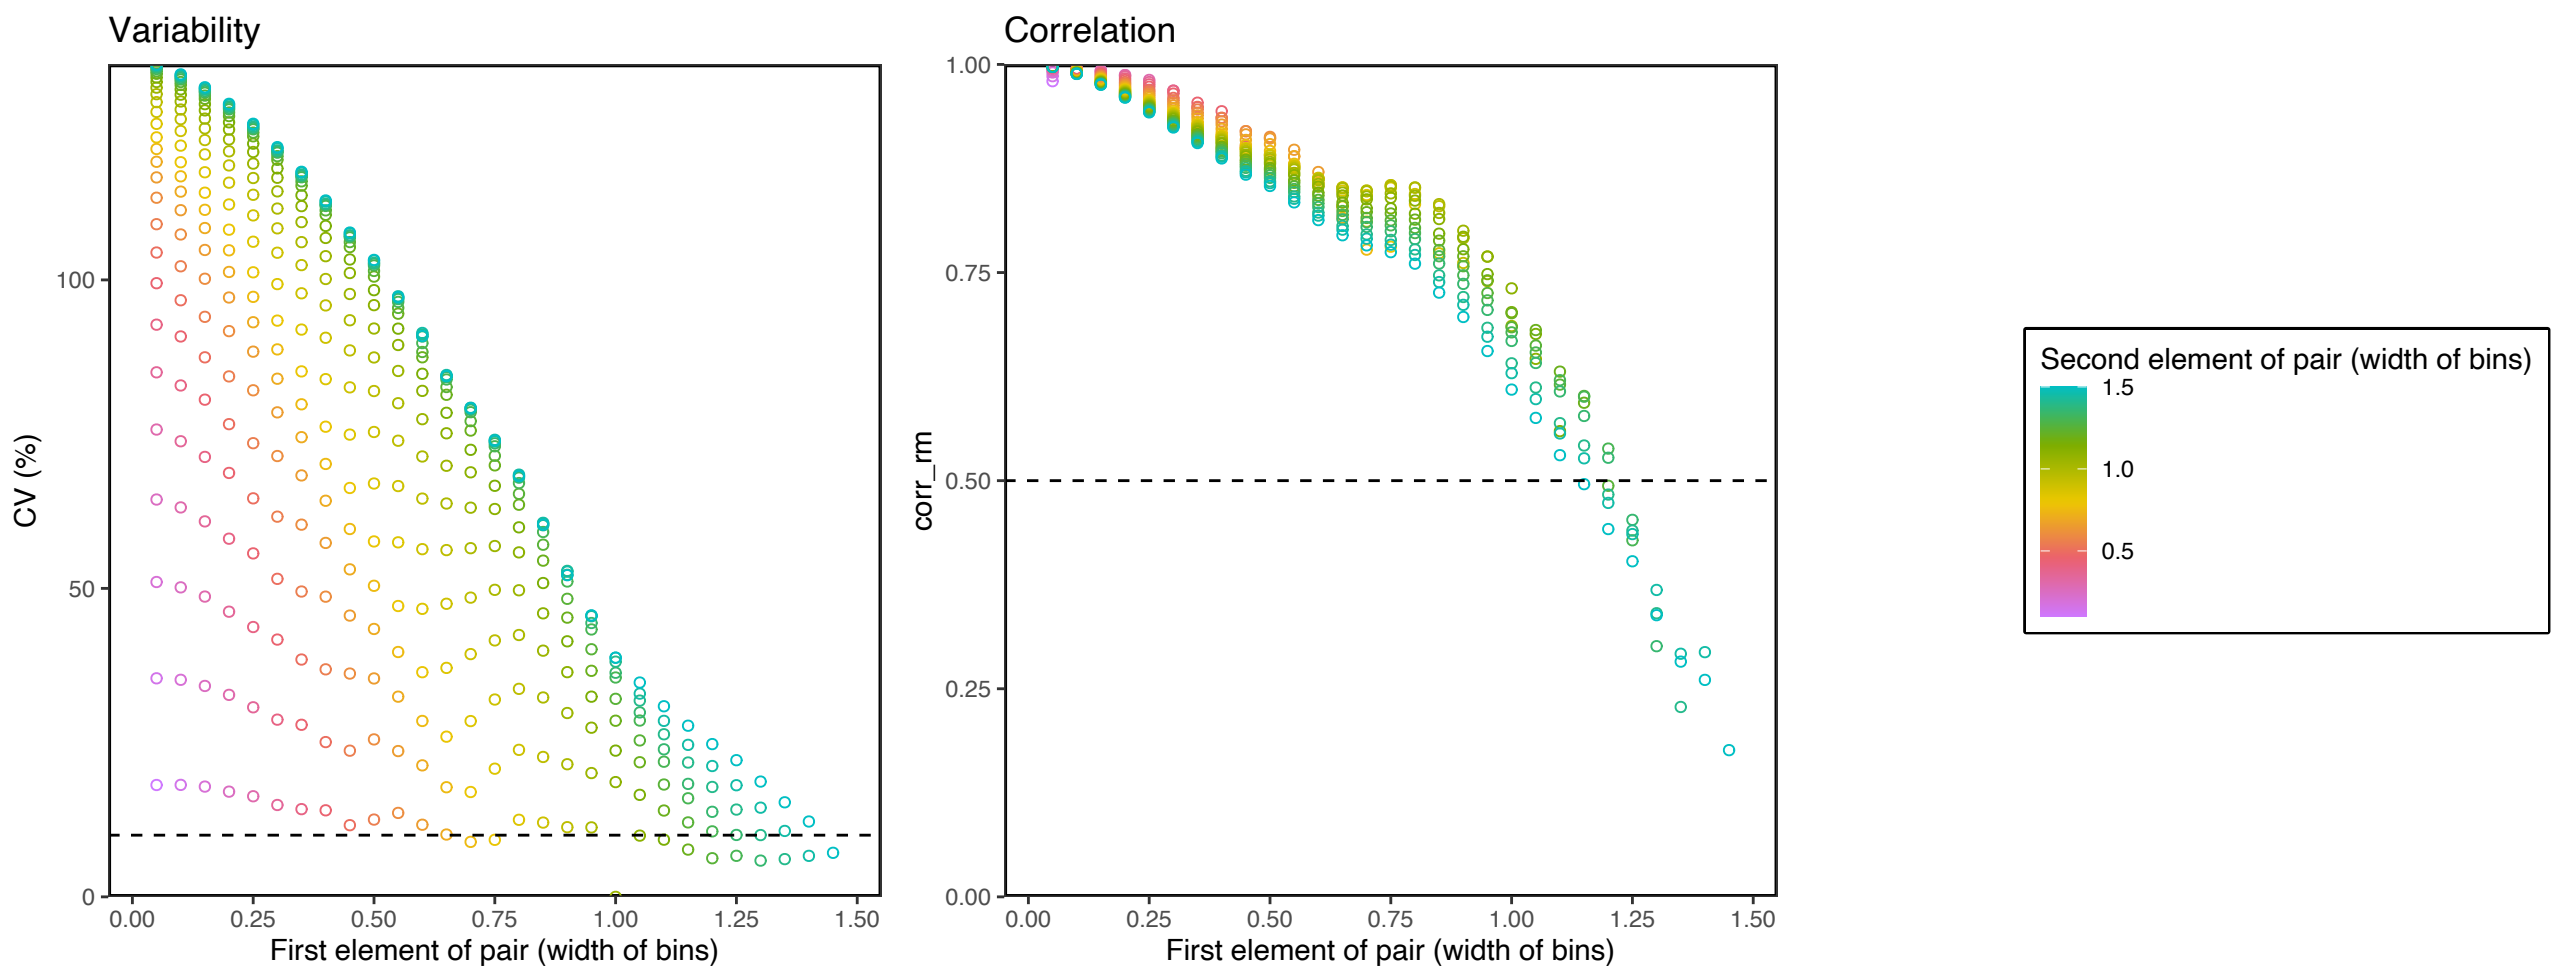 Variability
CV (%)
100
50
0
0.00 0.25 0.50 0.75 1.00 1.25 1.50
First element of pair (width of bins)
Correlation
corr_rm
1.00
0.75
0.50
0.25
0.00
0.00 0.25 0.50 0.75 1.00 1.25 1.50
First element of pair (width of bins)
Second element of pair (width of bins)
1.5
1.0
0.5